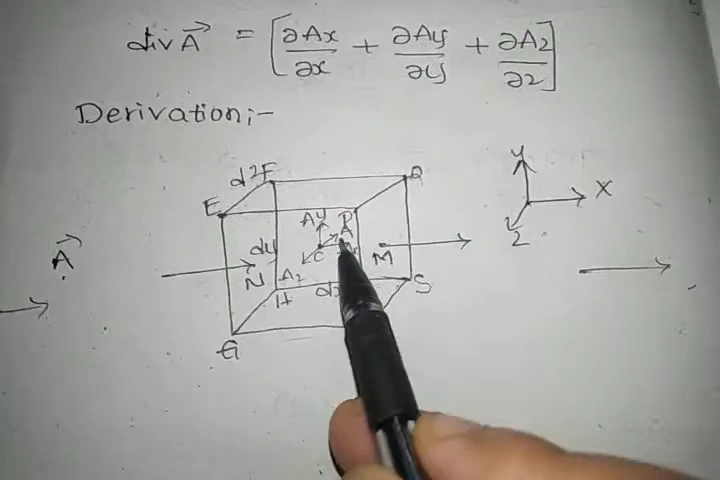 div A⃗ = [∂Ax/∂x + ∂Ay/∂y + ∂Az/∂z]
Derivation;-
dz F Q
E Ay P
A
A⃗ dy C M
N Az
H dx S
G
Y
X
Z